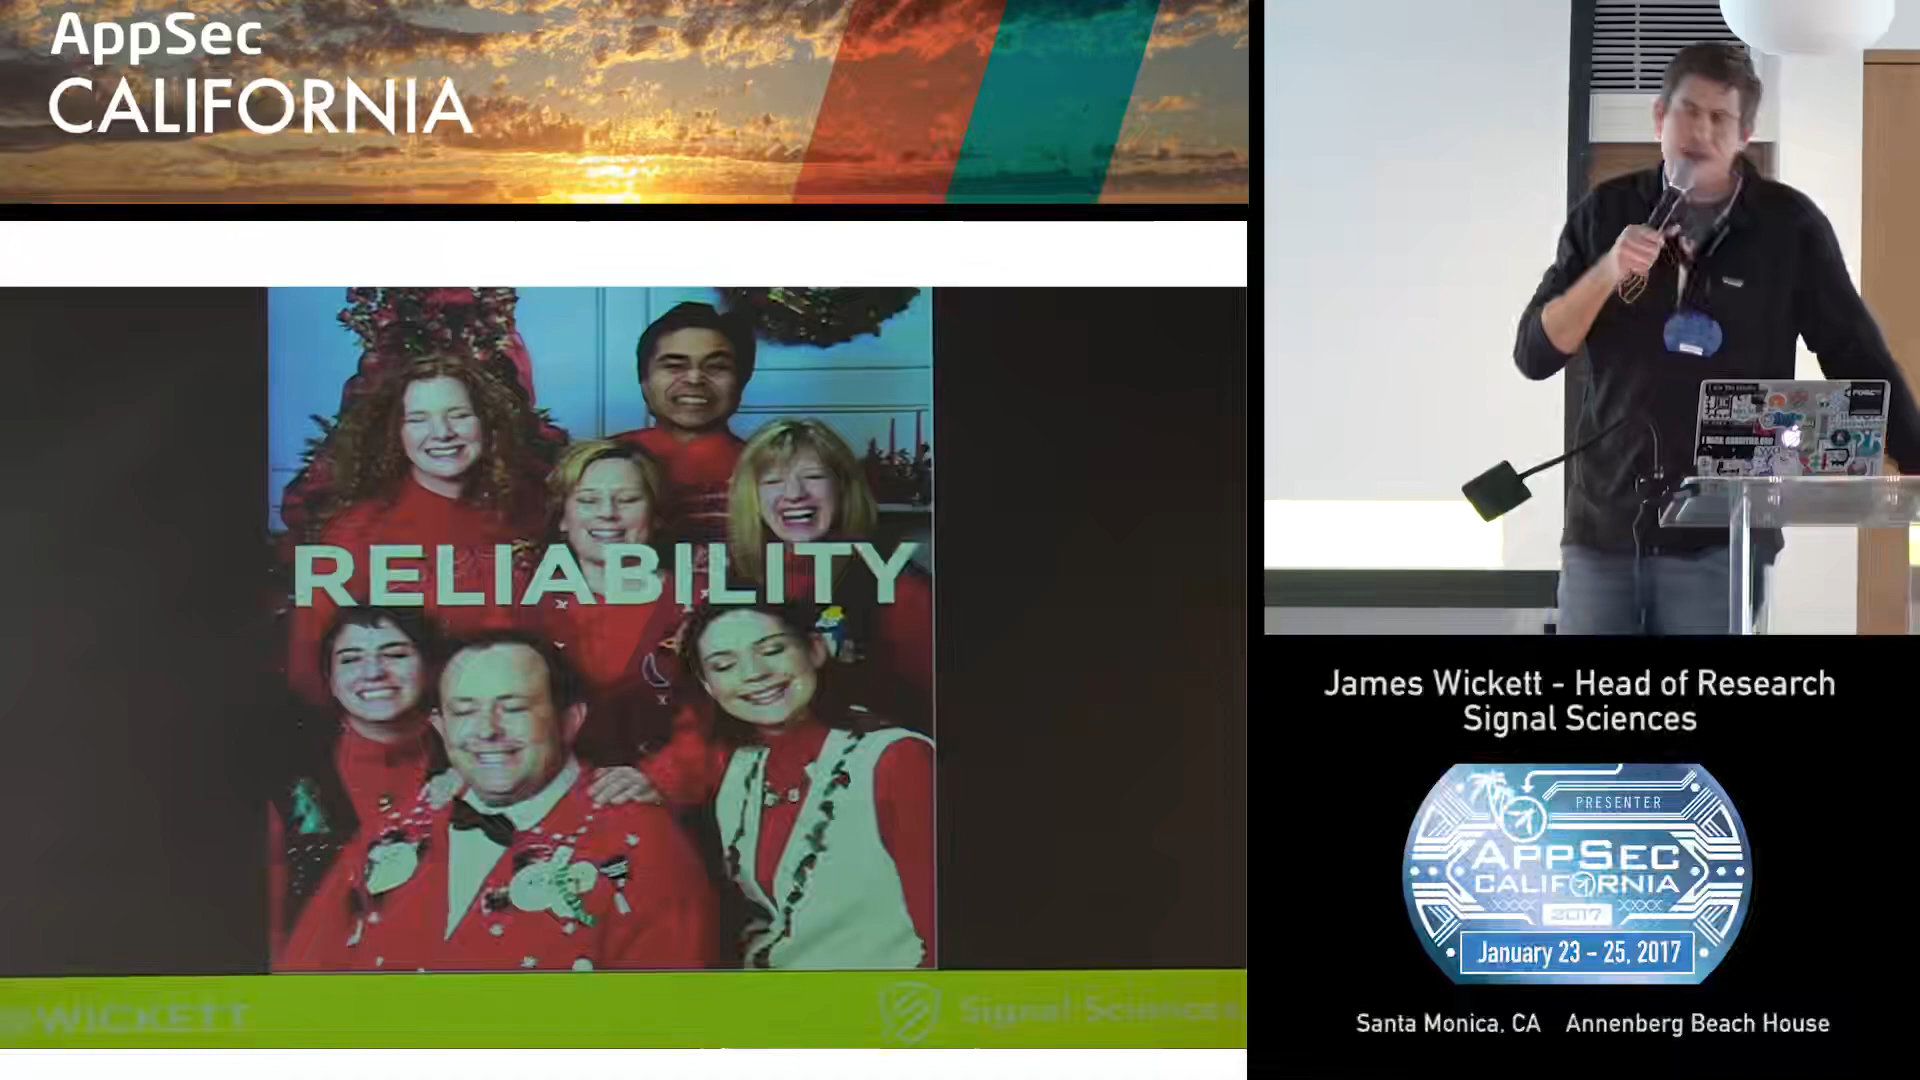 AppSec
CALIFORNIA
RELIABILITY
@WICKETT
Signal Sciences
James Wickett - Head of Research
Signal Sciences
PRESENTER
APPSEC
CALIFORNIA
2017
January 23 - 25, 2017
Santa Monica, CA Annenberg Beach House